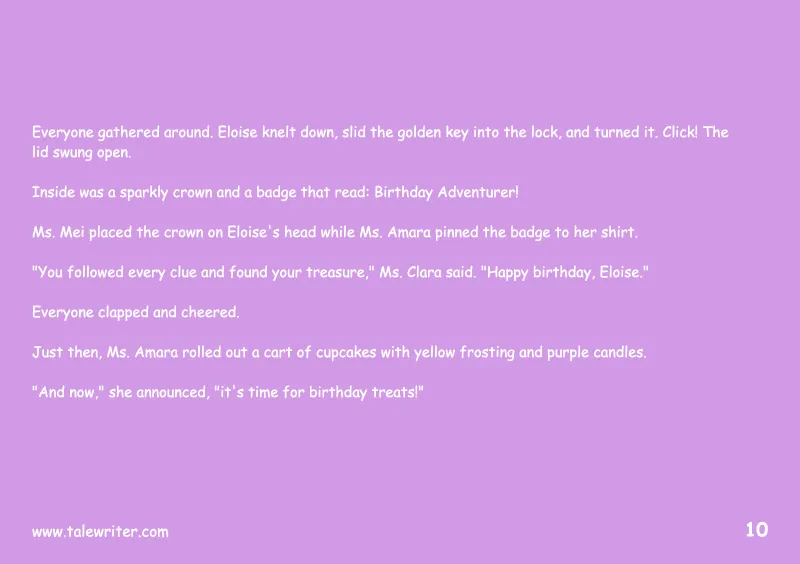 Everyone gathered around. Eloise knelt down, slid the golden key into the lock, and turned it. Click! The
lid swung open.
Inside was a sparkly crown and a badge that read: Birthday Adventurer!
Ms. Mei placed the crown on Eloise's head while Ms. Amara pinned the badge to her shirt.
"You followed every clue and found your treasure," Ms. Clara said. "Happy birthday, Eloise."
Everyone clapped and cheered.
Just then, Ms. Amara rolled out a cart of cupcakes with yellow frosting and purple candles.
"And now," she announced, "it's time for birthday treats!"
www.talewriter.com
10